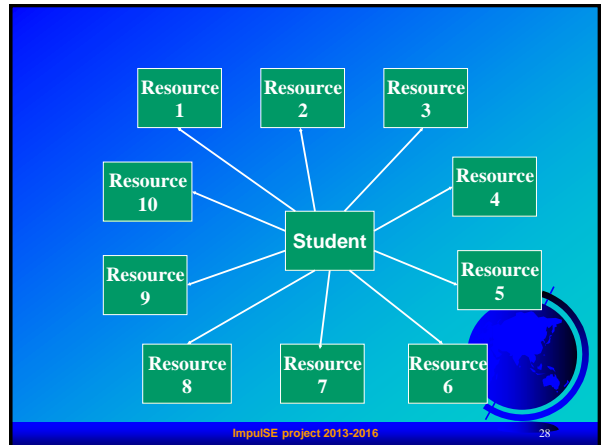 Resource
1
Resource
2
Resource
3
Resource
10
Resource
4
Student
Resource
9
Resource
5
Resource
8
Resource
7
Resource
6
ImpulSE project 2013-2016
28